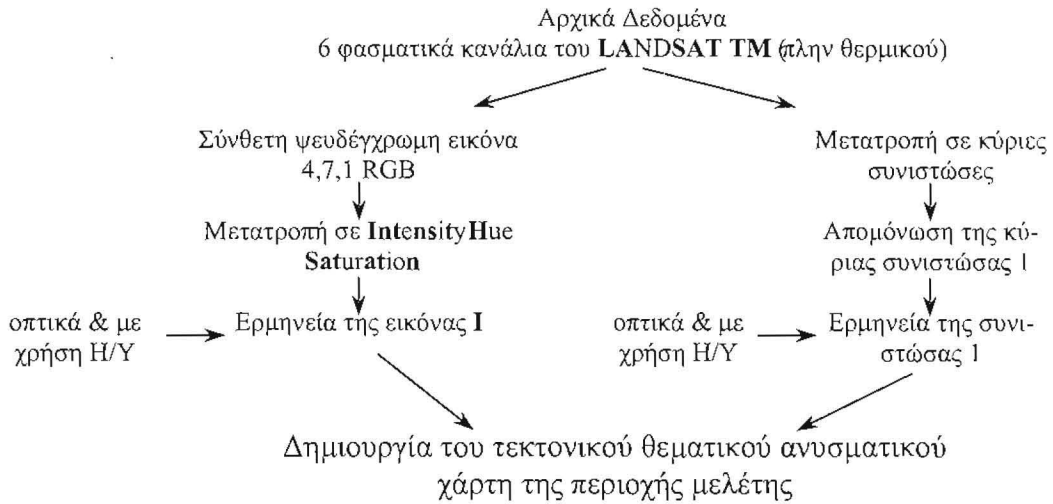 Αρχικά Δεδομένα
6 φασματικά κανάλια του LANDSAT TM (πλην θερμικού)
Σύνθετη ψευδέγχρωμη εικόνα
4,7,1 RGB
Μετατροπή σε Intensity Hue
Saturation
οπτικά & με
χρήση Η/Υ
Ερμηνεία της εικόνας I
Μετατροπή σε κύριες
συνιστώσες
Απομόνωση της κύ-
ριας συνιστώσας 1
οπτικά & με
χρήση Η/Υ
Ερμηνεία της συνι-
στώσας 1
Δημιουργία του τεκτονικού θεματικού ανυσματικού
χάρτη της περιοχής μελέτης